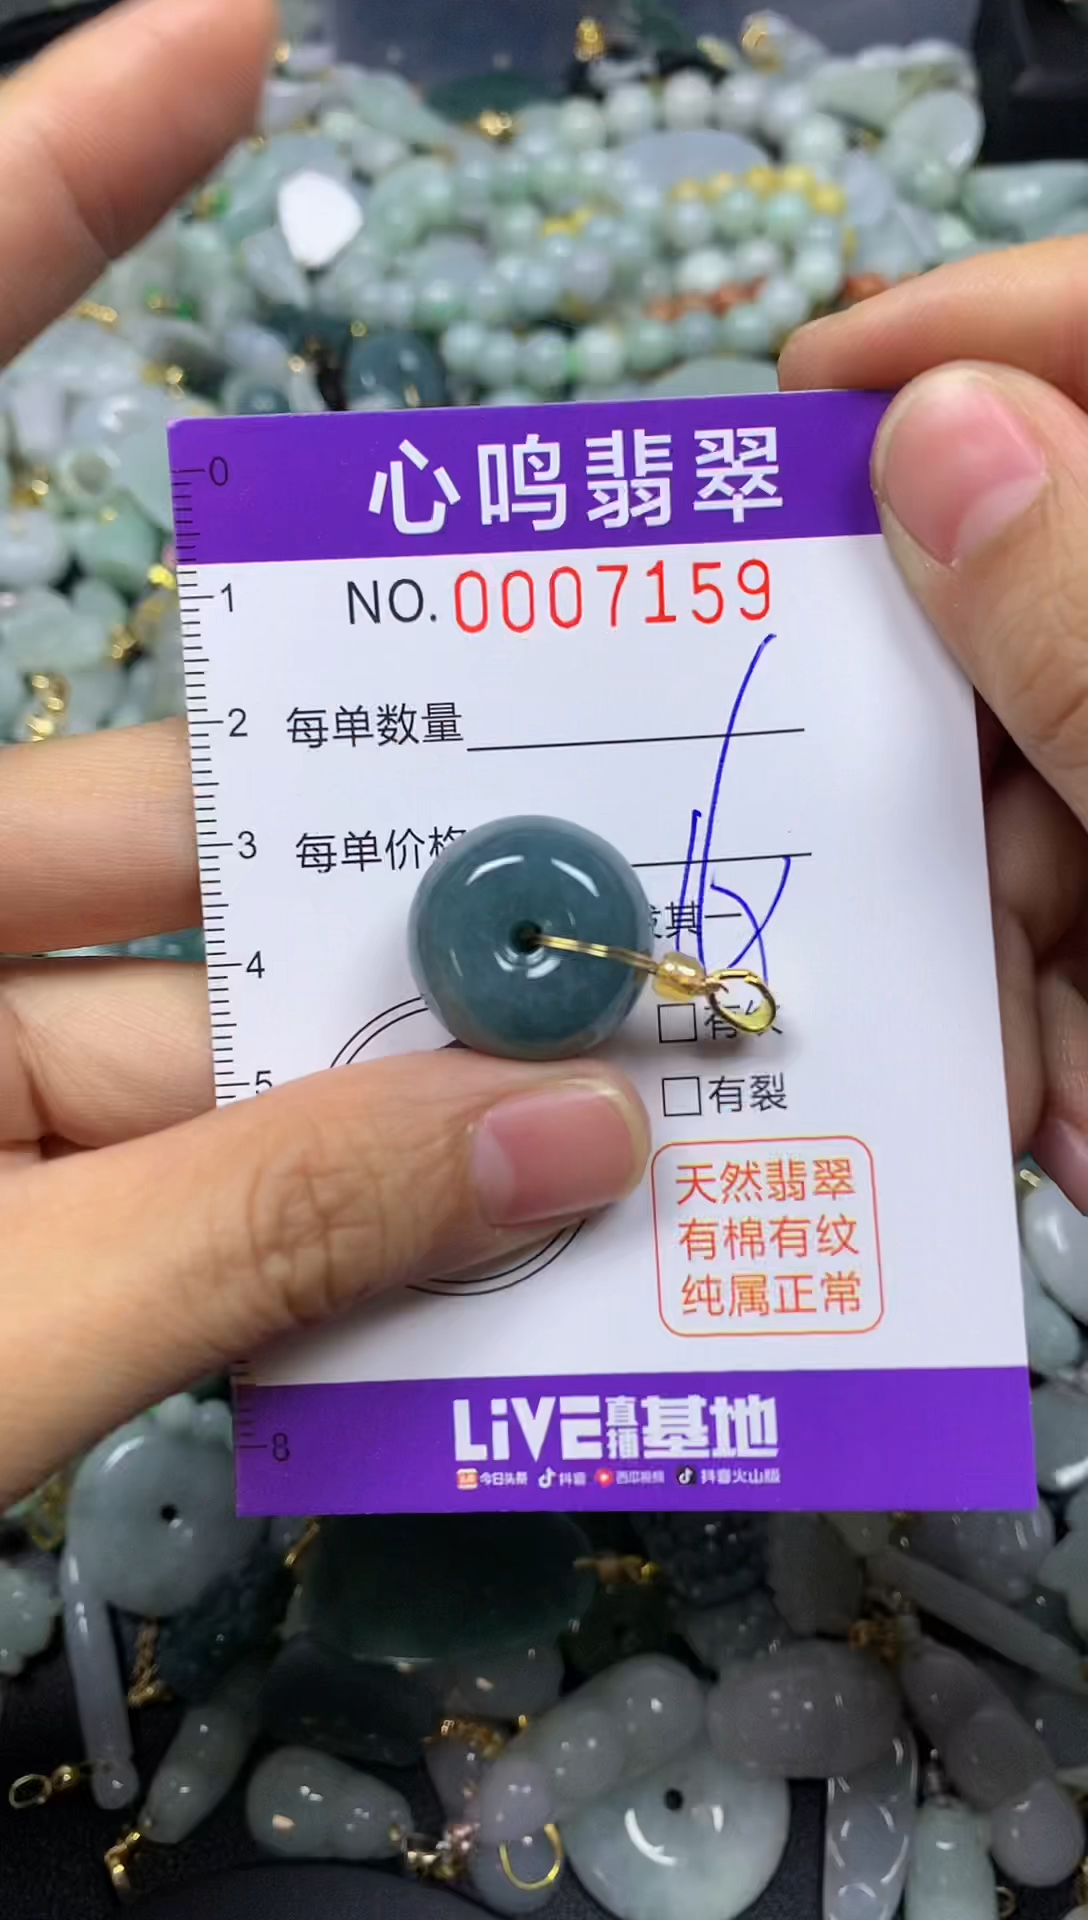 心鸣翡翠
0
1
NO. 0007159
2
每单数量
3
每单价格
其一
4
5
有裂
天然翡翠
有棉有纹
纯属正常
8
LiVE直播基地
今日头条 抖音 西瓜视频 抖音火山版